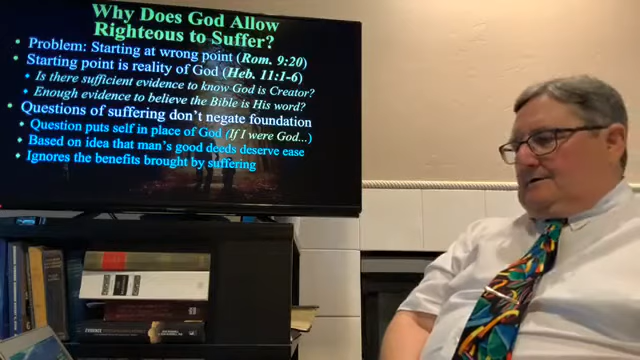 Why Does God Allow
Righteous to Suffer?
• Problem: Starting at wrong point (Rom. 9:20)
• Starting point is reality of God (Heb. 11:1-6)
• Is there sufficient evidence to know God is Creator?
• Enough evidence to believe the Bible is His word?
• Questions of suffering don't negate foundation
• Question puts self in place of God (If I were God...)
• Based on idea that man's good deeds deserve ease
• Ignores the benefits brought by suffering